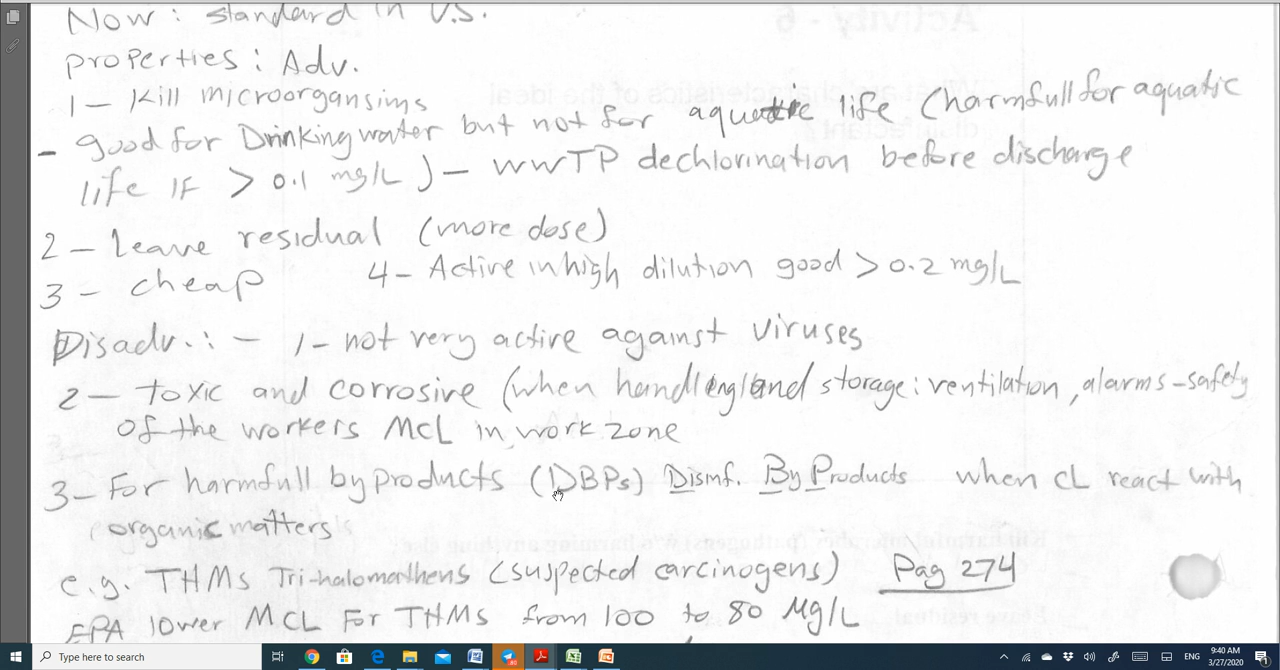 Now: standard in U.S.
properties: Adv.
1- Kill microorgansims
- good for Drinking water but not for aquatic life (harmfull for aquatic
life IF > 0.1 mg/L) - WWTP dechlorination before discharge
2- Leave residual (more dose)
3- cheap 4- Active in high dilution good > 0.2 mg/L
Disadv.: - 1- not very active against viruses
2- Toxic and corrosive (when handleing and storage: ventilation, alarms-safety
of the workers MCL in work zone
3- For harmfull byproducts (DBPs) Disinf. By Products when CL react with
organic matters
e.g. THMs Tri-halomathens (suspected carcinogens) Pag 274
EPA lower MCL For THMs from 100 to 80 Mg/L
Type here to search
ENG
9:40 AM
3/27/2020